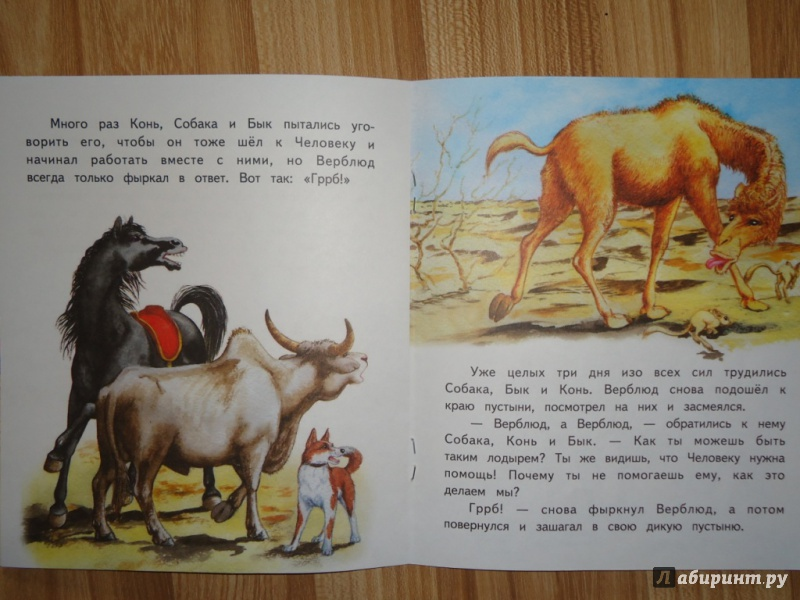 Много раз Конь, Собака и Бык пытались уго-
ворить его, чтобы он тоже шёл к Человеку и
начинал работать вместе с ними, но Верблюд
всегда только фыркал в ответ. Вот так: «Гррб!»
Уже целых три дня изо всех сил трудились
Собака, Бык и Конь. Верблюд снова подошёл к
краю пустыни, посмотрел на них и засмеялся.
— Верблюд, а Верблюд, — обратились к нему
Собака, Конь и Бык. — Как ты можешь быть
таким лодырем? Ты же видишь, что Человеку нужна
помощь! Почему ты не помогаешь ему, как это
делаем мы?
Гррб! — снова фыркнул Верблюд, а потом
повернулся и зашагал в свою дикую пустыню.
Лабиринт.ру